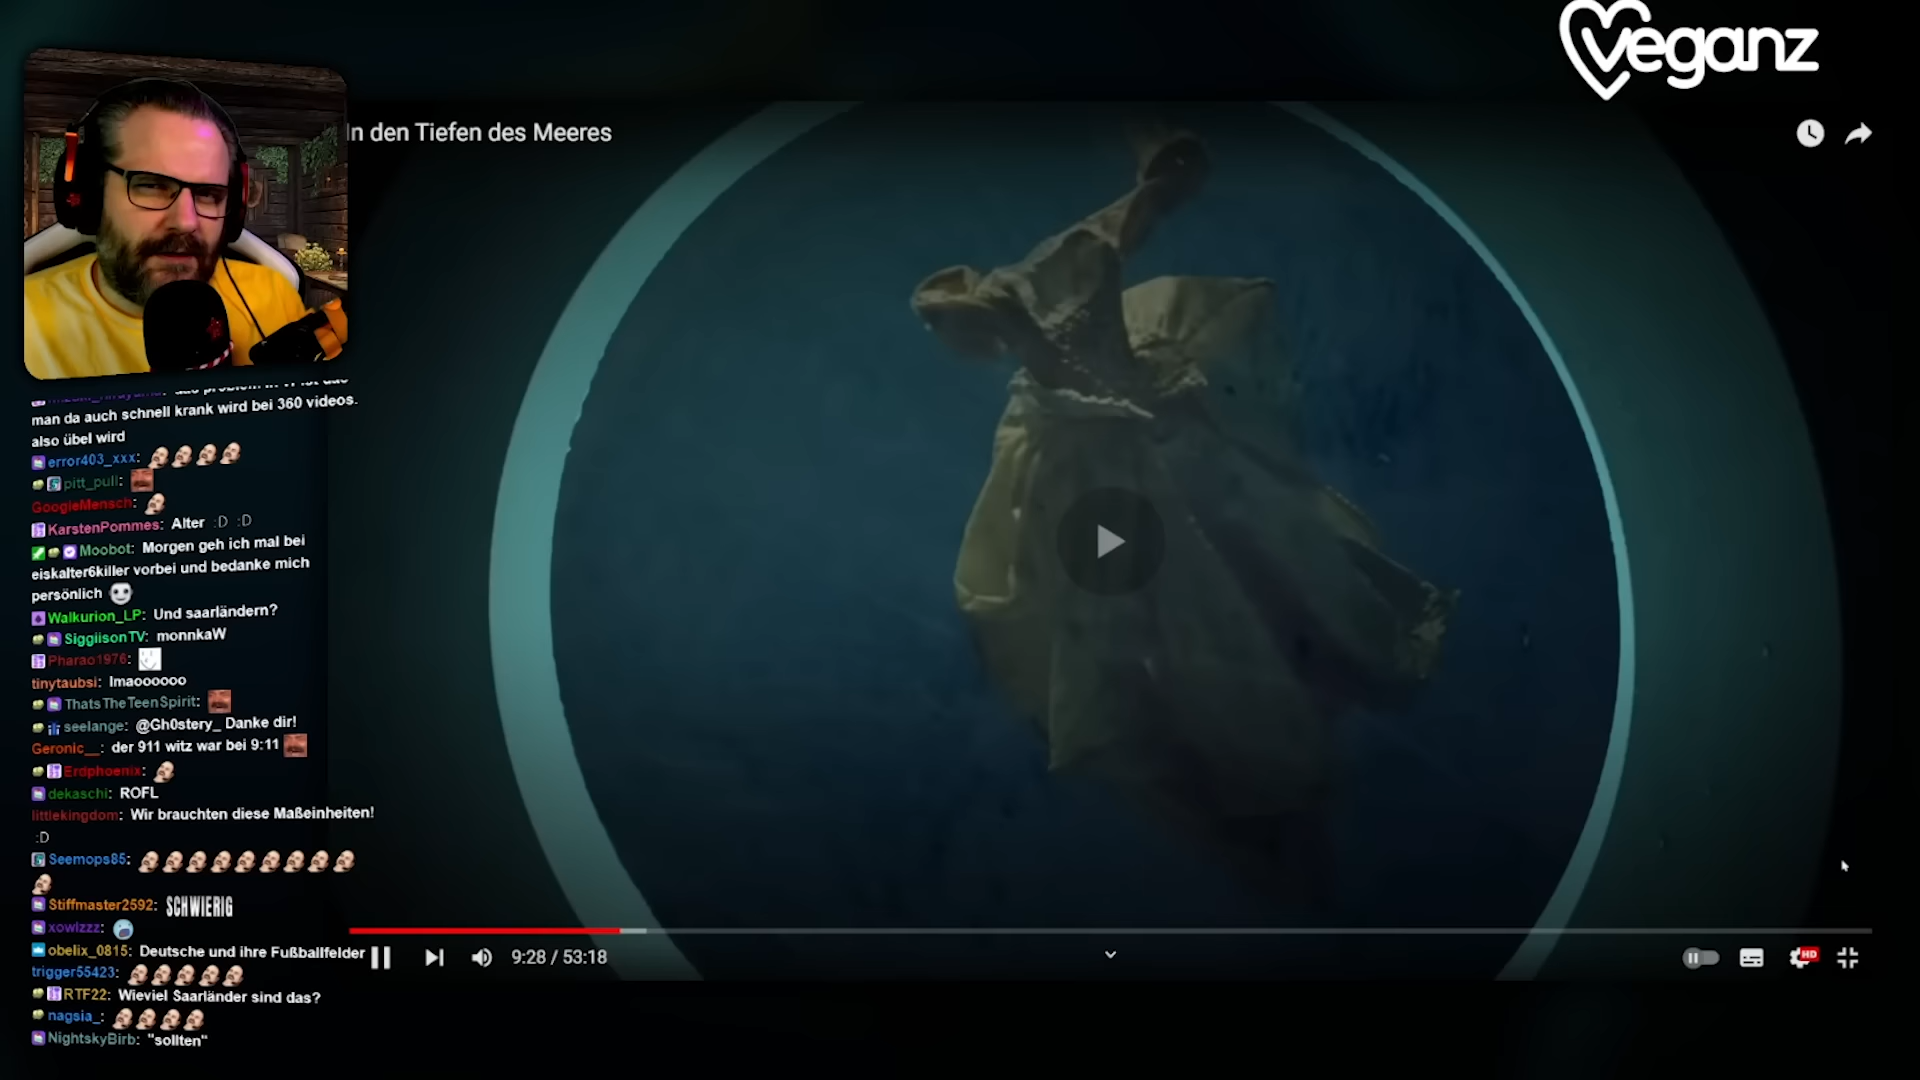 veganz
In den Tiefen des Meeres
man da auch schnell krank wird bei 360 videos.
also übel wird
error403_xxx:
pitt_pull:
GoogleMensch:
KarstenPommes: Alter :D :D
Moobot: Morgen geh ich mal bei
eiskalter6killer vorbei und bedanke mich
persönlich
Walkurion_LP: Und saarländern?
SiggiisonTV: monnkaW
Pharao1976:
tinytaubsi: lmaoooooo
ThatsTheTeenSpirit:
seelange: @Gh0stery_ Danke dir!
Geronic__: der 911 witz war bei 9:11
Erdphoenix:
dekaschi: ROFL
littlekingdom: Wir brauchten diese Maßeinheiten!
:D
Seemops85:
Stiffmaster2592: SCHWIERIG
xowizzz:
obelix_0815: Deutsche und ihre Fußballfelder
trigger55423:
RTF22: Wieviel Saarländer sind das?
nagsia_:
NightskyBirb: "sollten"
9:28 / 53:18
HD